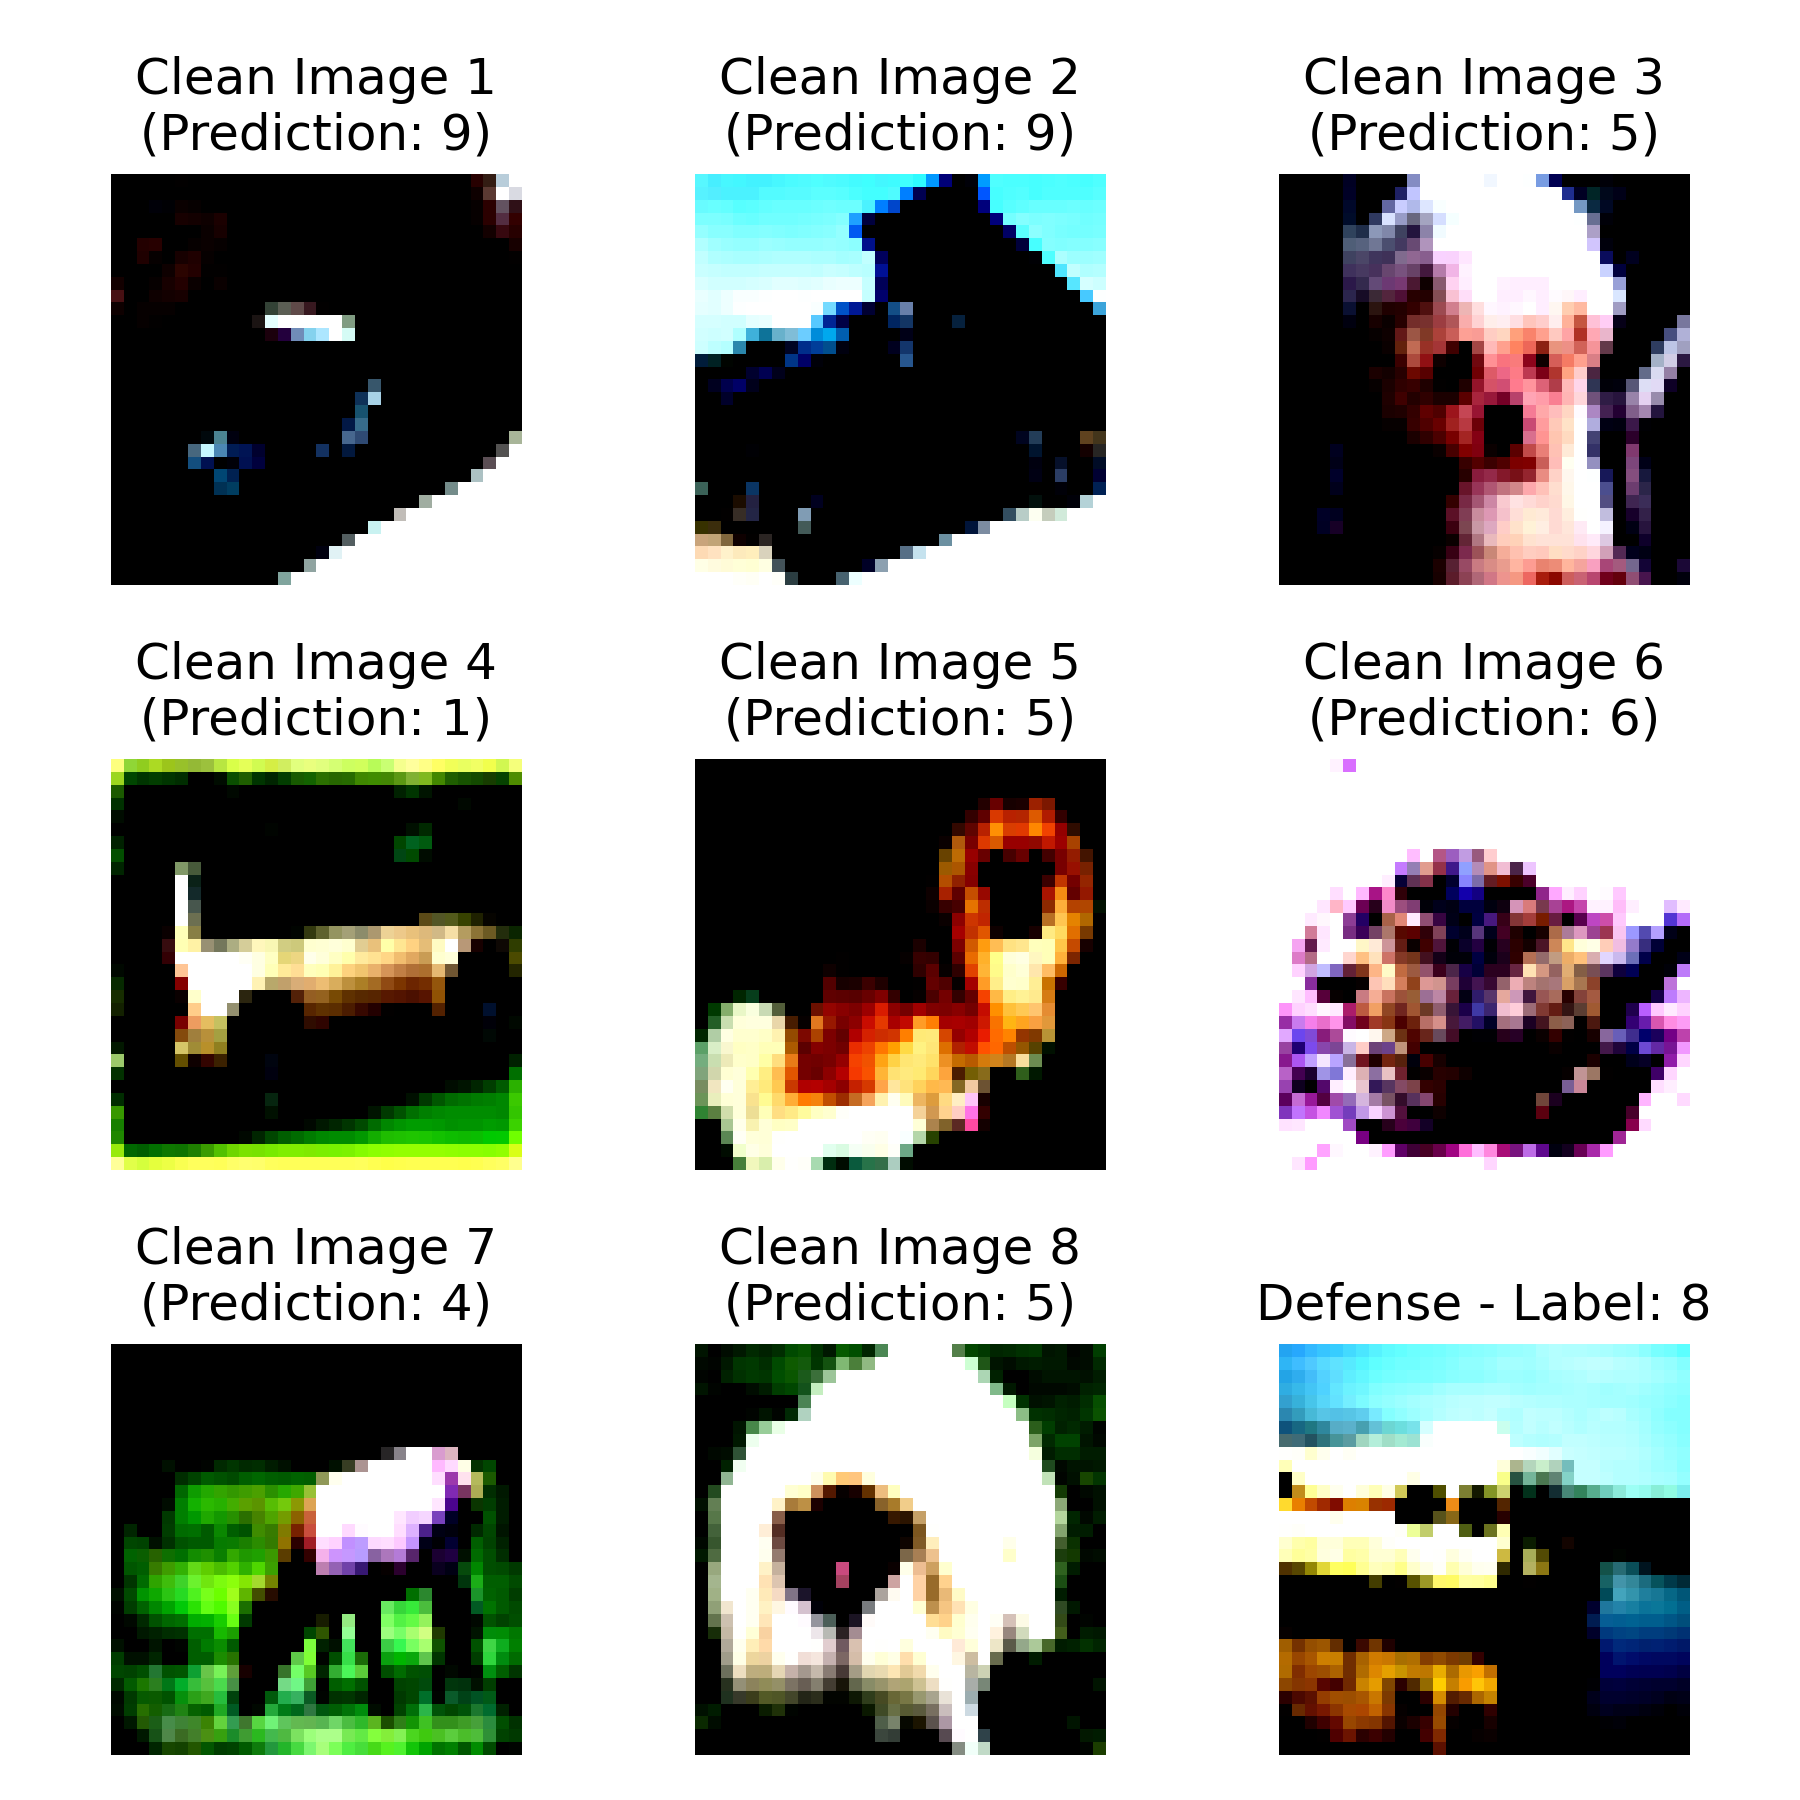 Clean Image 1
(Prediction: 9)
Clean Image 2
(Prediction: 9)
Clean Image 3
(Prediction: 5)
Clean Image 4
(Prediction: 1)
Clean Image 5
(Prediction: 5)
Clean Image 6
(Prediction: 6)
Clean Image 7
(Prediction: 4)
Clean Image 8
(Prediction: 5)
Defense - Label: 8